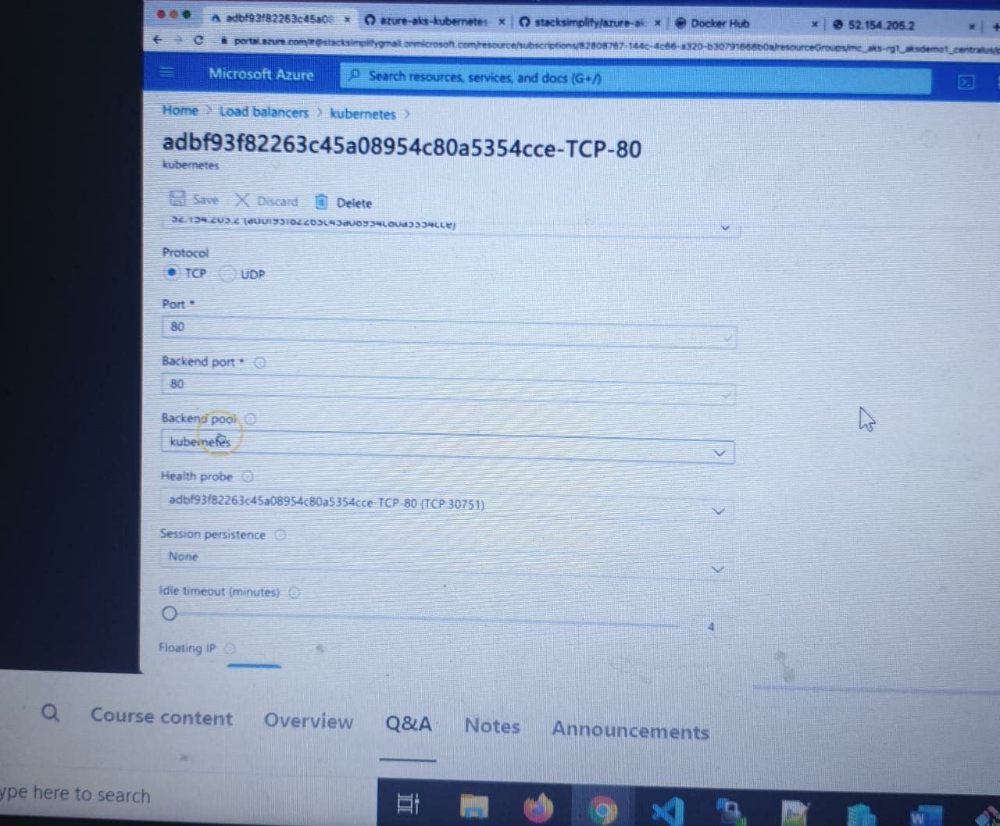 adbf93f82263c45a08 × azure-aks-kubernetes × stacksimplify/azure-ak × Docker Hub × 52.154.205.2 × +
portal.azure.com/#@stacksimplifygmail.onmicrosoft.com/resource/subscriptions/82808767-144c-4c66-a320-b30791668b0a/resourceGroups/mc_aks-rg1_aksdemo1_centralus/p
Microsoft Azure
Search resources, services, and docs (G+/)
Home > Load balancers > kubernetes >
adbf93f82263c45a08954c80a5354cce-TCP-80
kubernetes
Save Discard Delete
52.154.205.2 (adbf93f82263c45a08954c80a5354cce)
Protocol
TCP UDP
Port *
80
Backend port *
80
Backend pool
kubernetes
Health probe
adbf93f82263c45a08954c80a5354cce-TCP-80 (TCP:30751)
Session persistence
None
Idle timeout (minutes)
4
Floating IP
Course content Overview Q&A Notes Announcements
ype here to search